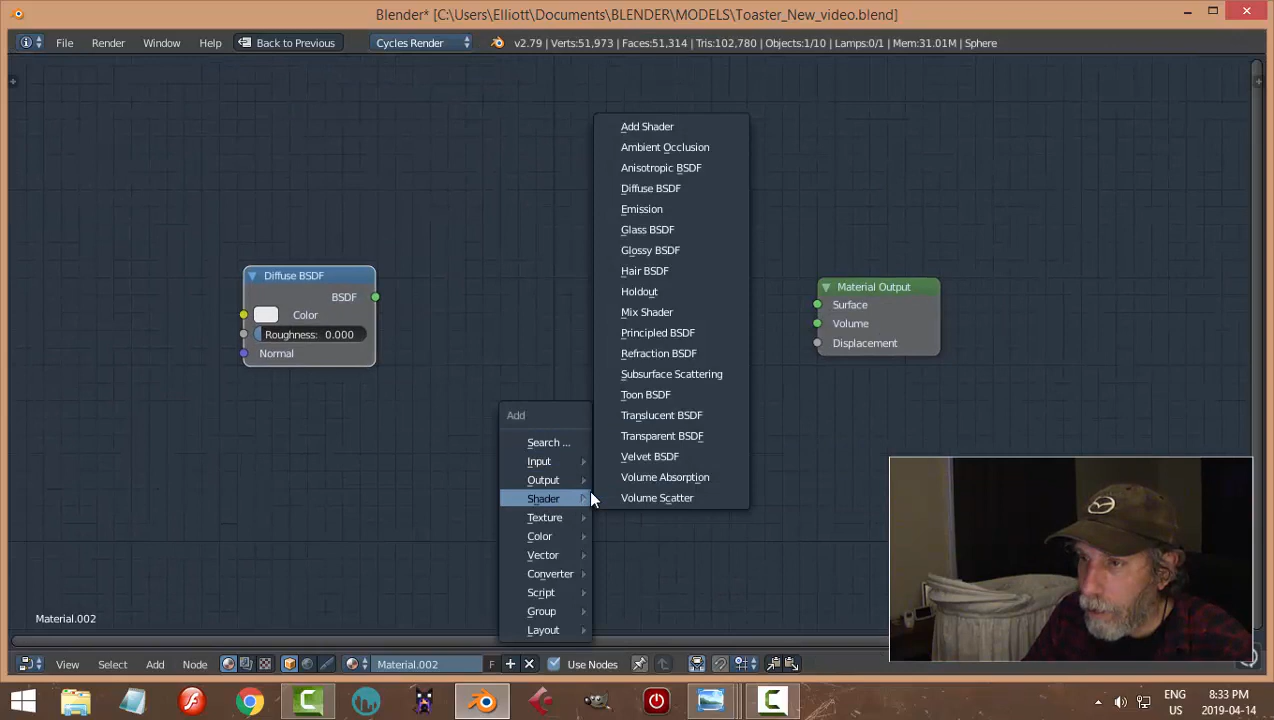 Blender* [C:\Users\Elliott\Documents\BLENDER\MODELS\Toaster_New_video.blend]
File Render Window Help Back to Previous Cycles Render v2.79 | Verts:51,973 | Faces:51,314 | Tris:102,780 | Objects:1/10 | Lamps:0/1 | Mem:31.01M | Sphere
Diffuse BSDF
BSDF
Color
Roughness: 0.000
Normal
Add
Search ...
Input
Output
Shader
Texture
Color
Vector
Converter
Script
Group
Layout
Add Shader
Ambient Occlusion
Anisotropic BSDF
Diffuse BSDF
Emission
Glass BSDF
Glossy BSDF
Hair BSDF
Holdout
Mix Shader
Principled BSDF
Refraction BSDF
Subsurface Scattering
Toon BSDF
Translucent BSDF
Transparent BSDF
Velvet BSDF
Volume Absorption
Volume Scatter
Material Output
Surface
Volume
Displacement
Material.002
View Select Add Node Material.002 F Use Nodes
ENG 8:33 PM
US 2019-04-14